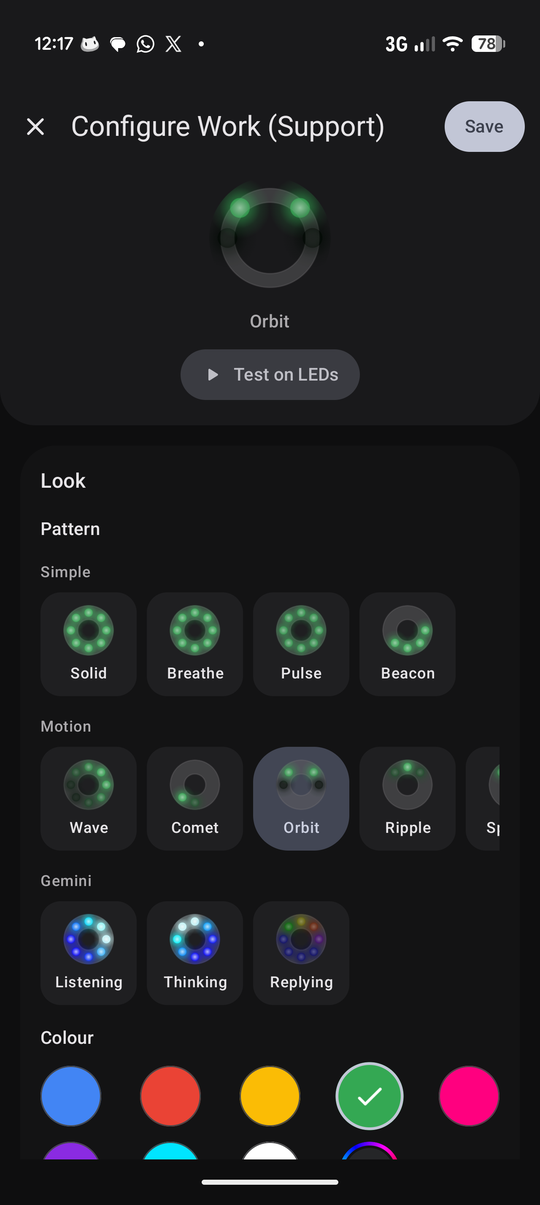 12:17
3G
78
Configure Work (Support)
Save
Orbit
Test on LEDs
Look
Pattern
Simple
Solid Breathe Pulse Beacon
Motion
Wave Comet Orbit Ripple Sp
Gemini
Listening Thinking Replying
Colour